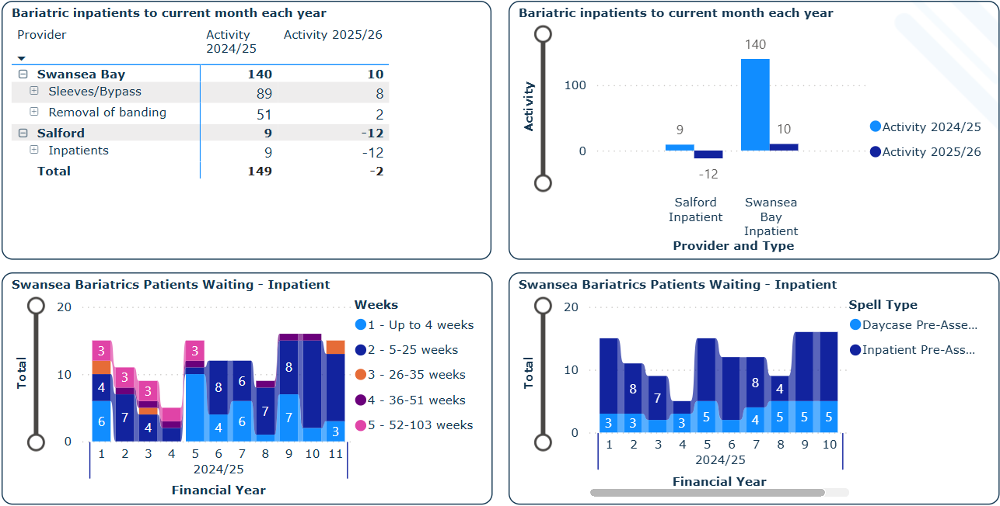 Bariatric inpatients to current month each year
Provider
Activity 2024/25
Activity 2025/26
Swansea Bay 140 10
Sleeves/Bypass 89 8
Removal of banding 51 2
Salford 9 -12
Inpatients 9 -12
Total 149 -2
Bariatric inpatients to current month each year
Activity
100
0
9
-12
140
10
Salford Inpatient
Swansea Bay Inpatient
Provider and Type
Activity 2024/25
Activity 2025/26
Swansea Bariatrics Patients Waiting - Inpatient
Total
20
10
0
3
4
6
3
7
3
4
3
8
4
6
6
7
8
7
3
1 2 3 4 5 6 7 8 9 10 11
2024/25
Financial Year
Weeks
1 - Up to 4 weeks
2 - 5-25 weeks
3 - 26-35 weeks
4 - 36-51 weeks
5 - 52-103 weeks
Swansea Bariatrics Patients Waiting - Inpatient
Total
20
10
0
3
8
3
7
3
5
8
4
4
5
5
5
1 2 3 4 5 6 7 8 9 10
2024/25
Financial Year
Spell Type
Daycase Pre-Asse...
Inpatient Pre-Ass...